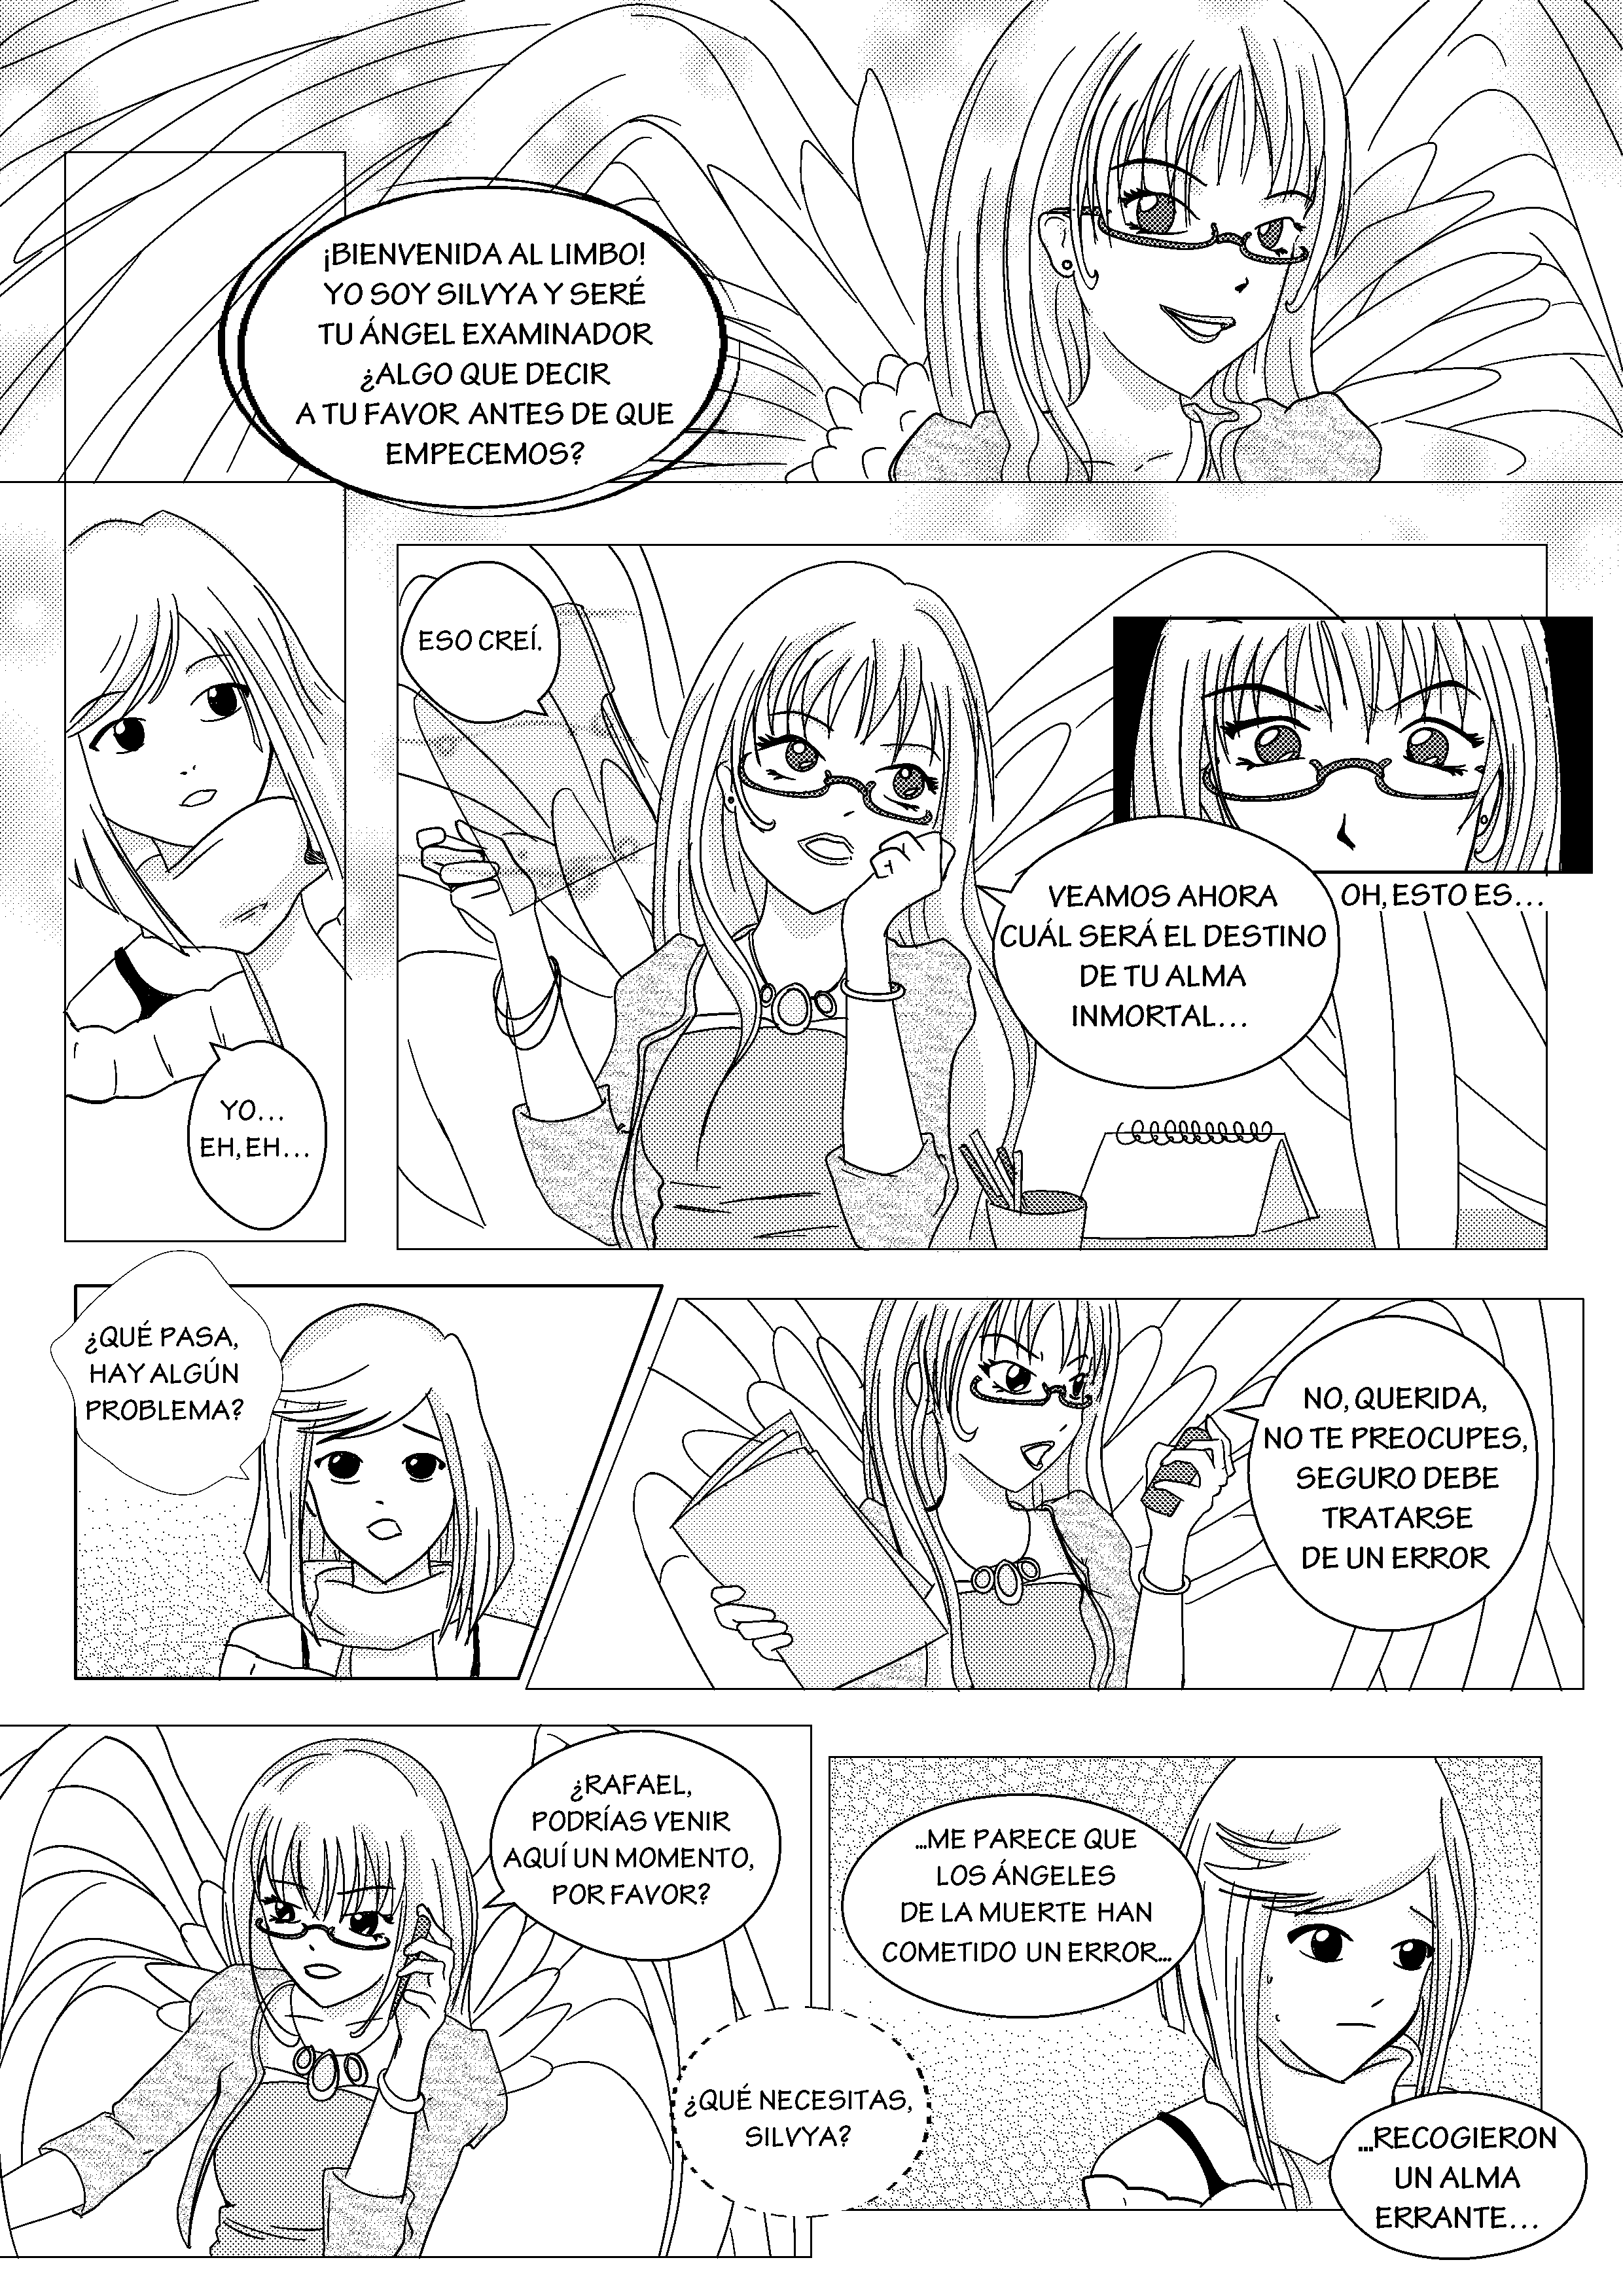 ¡BIENVENIDA AL LIMBO!
YO SOY SILVYA Y SERÉ
TU ÁNGEL EXAMINADOR
¿ALGO QUE DECIR
A TU FAVOR ANTES DE QUE
EMPECEMOS?
YO...
EH, EH...
ESO CREÍ.
VEAMOS AHORA
CUÁL SERÁ EL DESTINO
DE TU ALMA
INMORTAL...
OH, ESTO ES...
¿QUÉ PASA,
HAY ALGÚN
PROBLEMA?
NO, QUERIDA,
NO TE PREOCUPES,
SEGURO DEBE
TRATARSE
DE UN ERROR
¿RAFAEL,
PODRÍAS VENIR
AQUÍ UN MOMENTO,
POR FAVOR?
¿QUÉ NECESITAS,
SILVYA?
...ME PARECE QUE
LOS ÁNGELES
DE LA MUERTE HAN
COMETIDO UN ERROR...
...RECOGIERON
UN ALMA
ERRANTE...